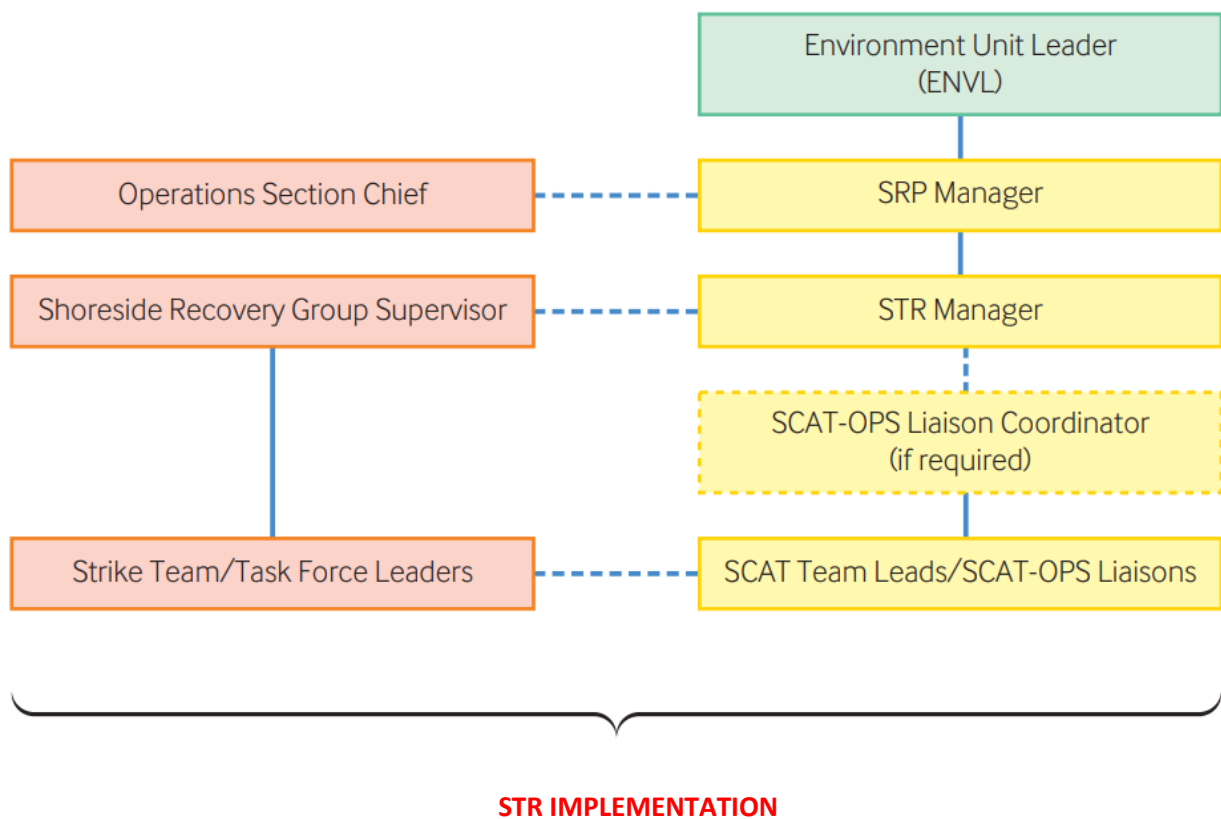 Environment Unit Leader
(ENVL)
Operations Section Chief
SRP Manager
Shoreside Recovery Group Supervisor
STR Manager
SCAT-OPS Liaison Coordinator
(if required)
Strike Team/Task Force Leaders
SCAT Team Leads/SCAT-OPS Liaisons
STR IMPLEMENTATION